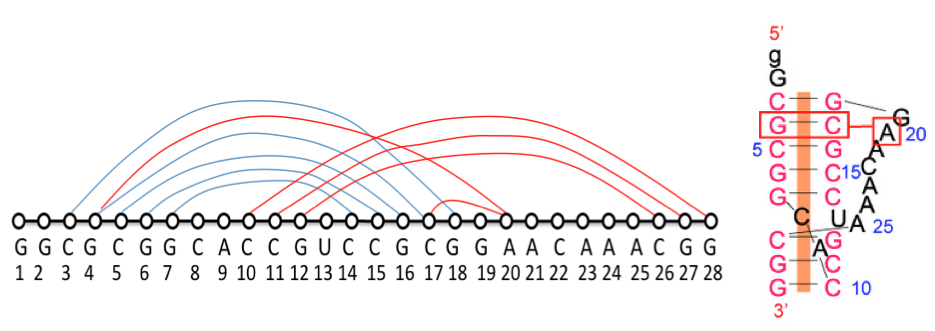 G G C G C G G C A C C G U C C G C G G A A C A A A C G G
1 2 3 4 5 6 7 8 9 10 11 12 13 14 15 16 17 18 19 20 21 22 23 24 25 26 27 28
5'
g
G
C G
G
G C A 20
5 C G A
G C 15 C
A
G C A
C U A 25
C G
A
G C
G C 10
3'